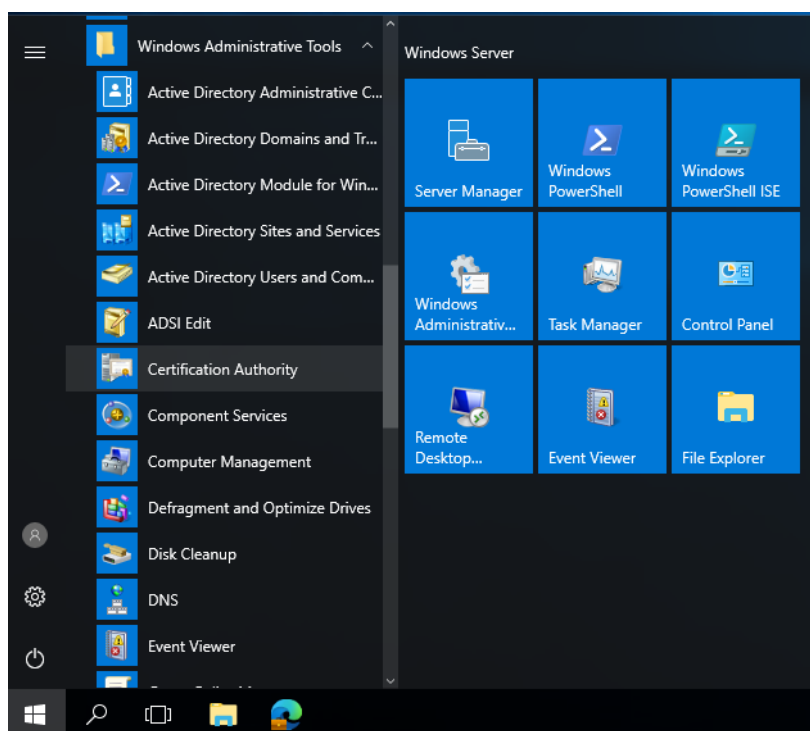 Windows Administrative Tools
Active Directory Administrative C...
Active Directory Domains and Tr...
Active Directory Module for Win...
Active Directory Sites and Services
Active Directory Users and Com...
ADSI Edit
Certification Authority
Component Services
Computer Management
Defragment and Optimize Drives
Disk Cleanup
DNS
Event Viewer
Windows Server
Server Manager
Windows
PowerShell
Windows
PowerShell ISE
Windows
Administrativ...
Task Manager
Control Panel
Remote
Desktop...
Event Viewer
File Explorer